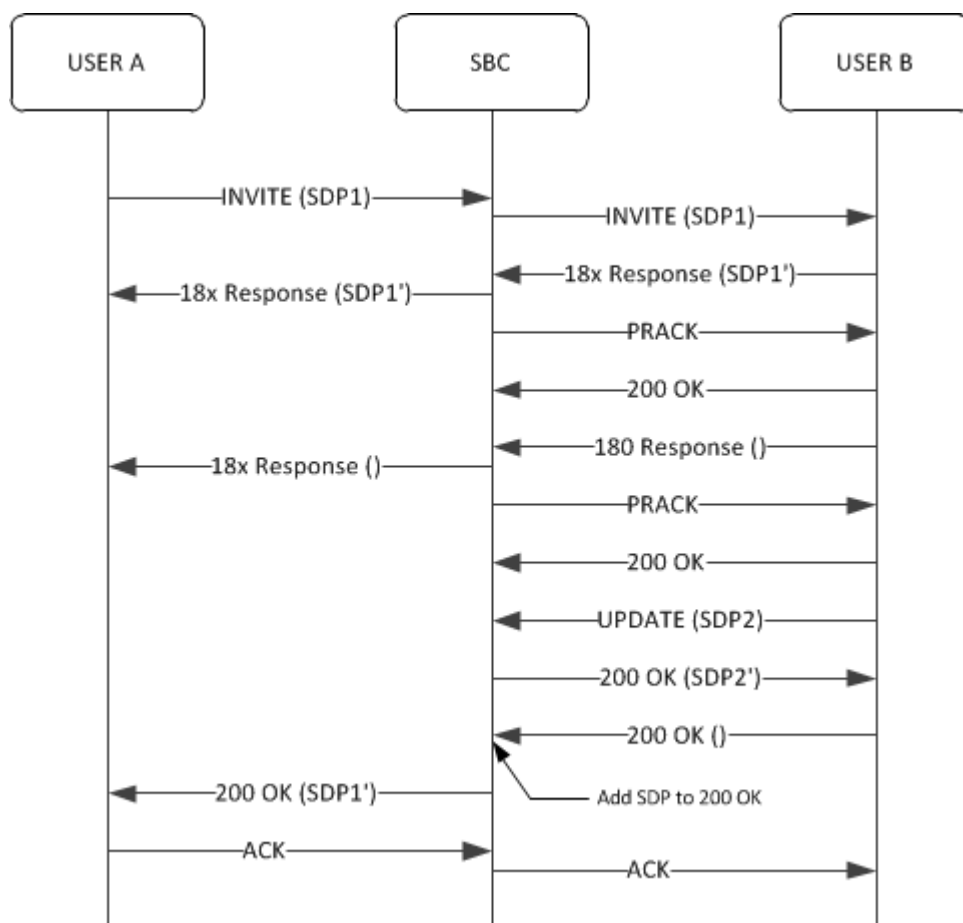 USER A
SBC
USER B
INVITE (SDP1)
INVITE (SDP1)
18x Response (SDP1')
18x Response (SDP1')
PRACK
200 OK
180 Response ()
18x Response ()
PRACK
200 OK
UPDATE (SDP2)
200 OK (SDP2')
200 OK ()
200 OK (SDP1')
Add SDP to 200 OK
ACK
ACK